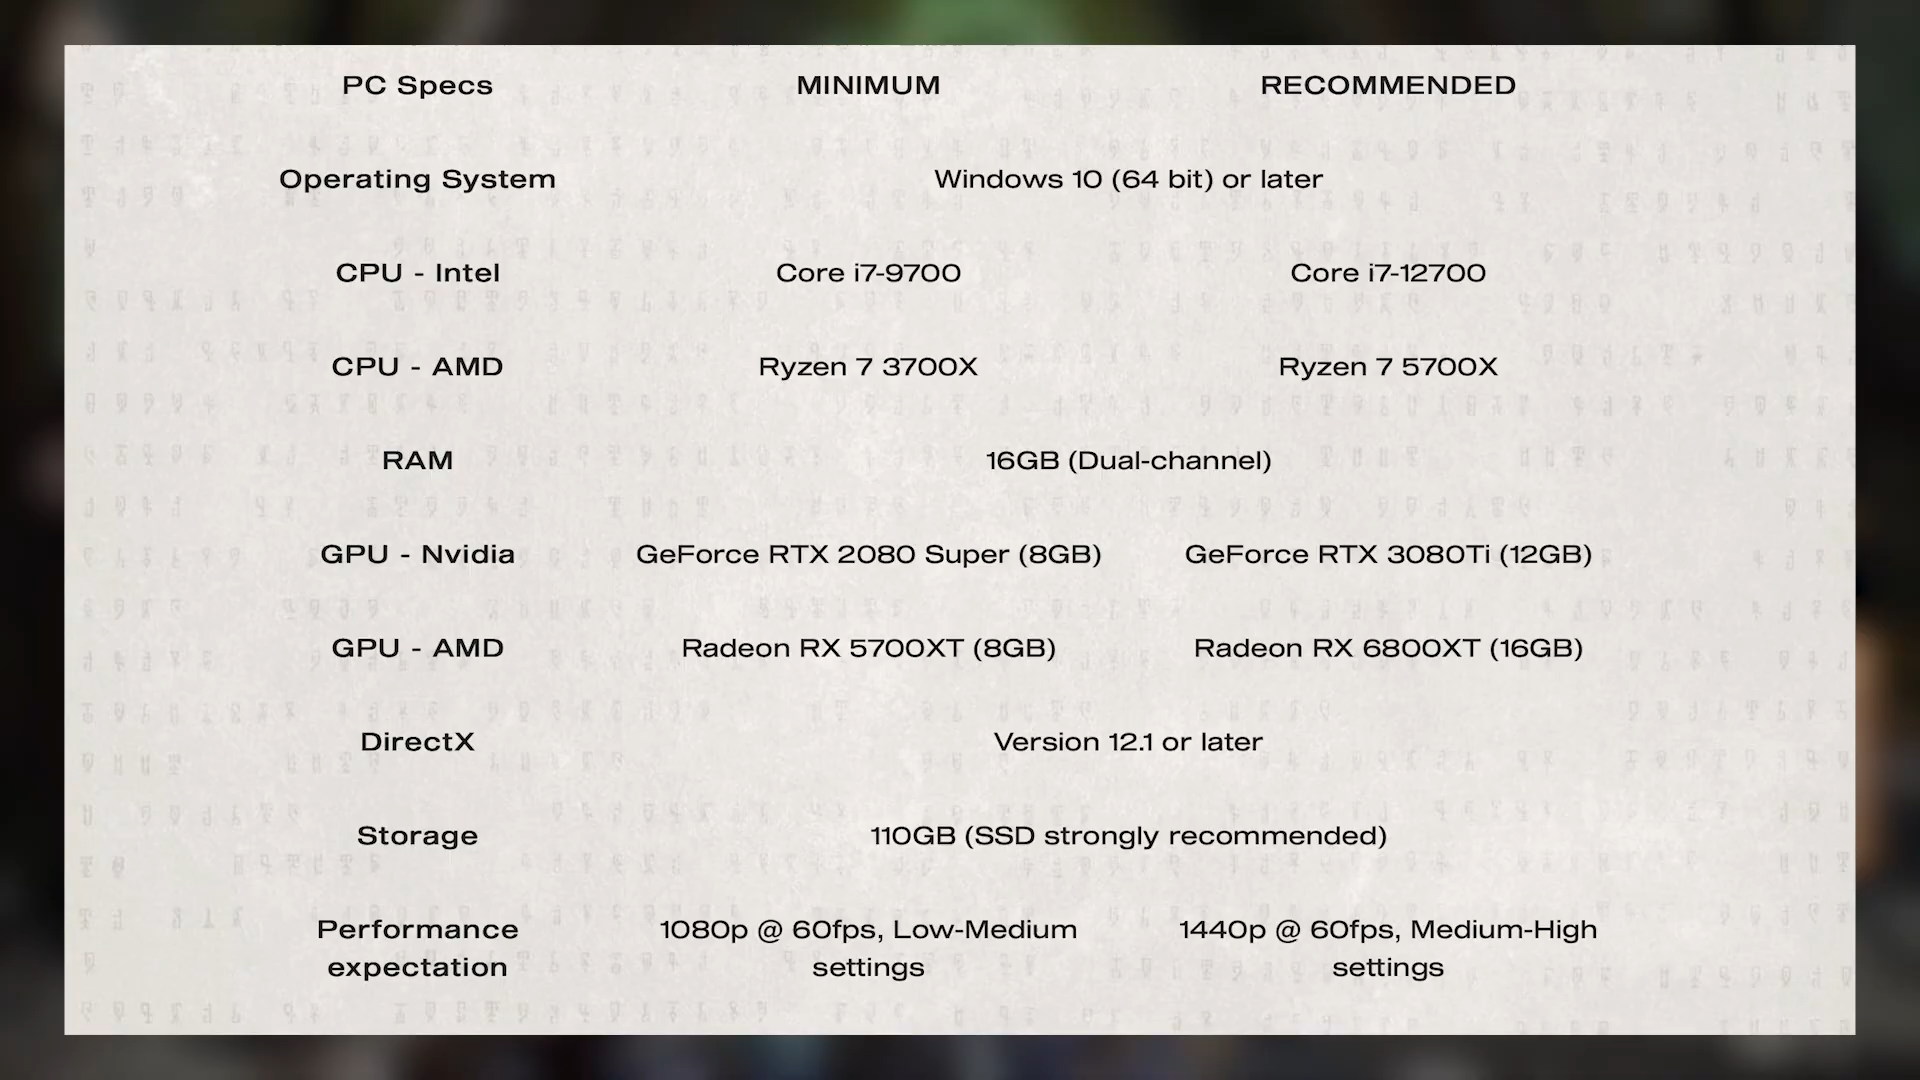 PC Specs MINIMUM RECOMMENDED
Operating System Windows 10 (64 bit) or later
CPU - Intel Core i7-9700 Core i7-12700
CPU - AMD Ryzen 7 3700X Ryzen 7 5700X
RAM 16GB (Dual-channel)
GPU - Nvidia GeForce RTX 2080 Super (8GB) GeForce RTX 3080Ti (12GB)
GPU - AMD Radeon RX 5700XT (8GB) Radeon RX 6800XT (16GB)
DirectX Version 12.1 or later
Storage 110GB (SSD strongly recommended)
Performance 1080p @ 60fps, Low-Medium 1440p @ 60fps, Medium-High
expectation settings settings